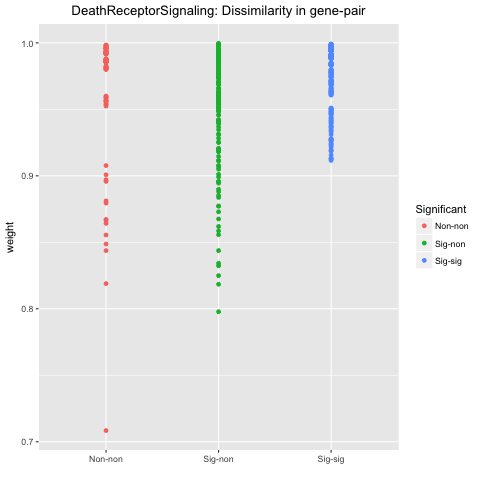 DeathReceptorSignaling: Dissimilarity in gene-pair
1.0
0.9
0.8
0.7
weight
Non-non
Sig-non
Sig-sig
Significant
Non-non
Sig-non
Sig-sig